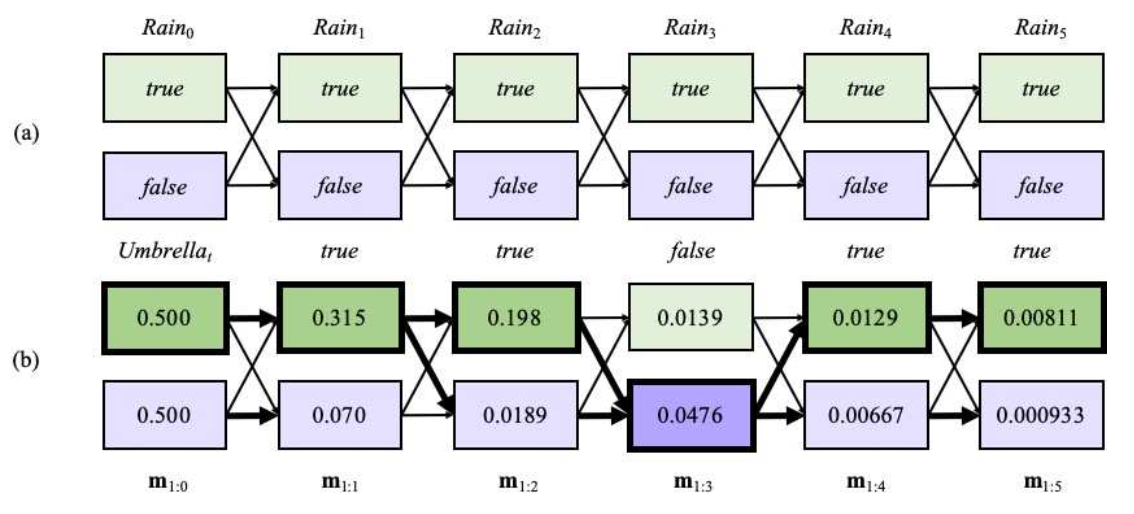 Rain0 Rain1 Rain2 Rain3 Rain4 Rain5
true true true true true true
(a)
false false false false false false
Umbrellat true true false true true
0.500 0.315 0.198 0.0139 0.0129 0.00811
(b)
0.500 0.070 0.0189 0.0476 0.00667 0.000933
m1:0 m1:1 m1:2 m1:3 m1:4 m1:5